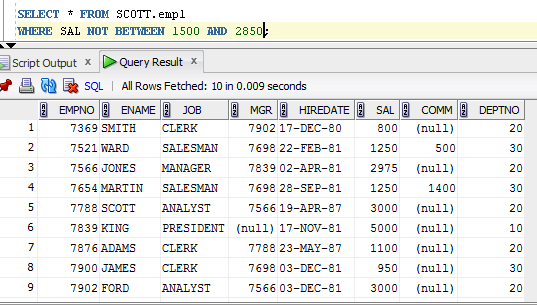 SELECT * FROM SCOTT.emp1
WHERE SAL NOT BETWEEN 1500 AND 2850;
Script Output x Query Result x
SQL All Rows Fetched: 10 in 0.009 seconds
EMPNO ENAME JOB MGR HIREDATE SAL COMM DEPTNO
1 7369 SMITH CLERK 7902 17-DEC-80 800 (null) 20
2 7521 WARD SALESMAN 7698 22-FEB-81 1250 500 30
3 7566 JONES MANAGER 7839 02-APR-81 2975 (null) 20
4 7654 MARTIN SALESMAN 7698 28-SEP-81 1250 1400 30
5 7788 SCOTT ANALYST 7566 19-APR-87 3000 (null) 20
6 7839 KING PRESIDENT (null) 17-NOV-81 5000 (null) 10
7 7876 ADAMS CLERK 7788 23-MAY-87 1100 (null) 20
8 7900 JAMES CLERK 7698 03-DEC-81 950 (null) 30
9 7902 FORD ANALYST 7566 03-DEC-81 3000 (null) 20